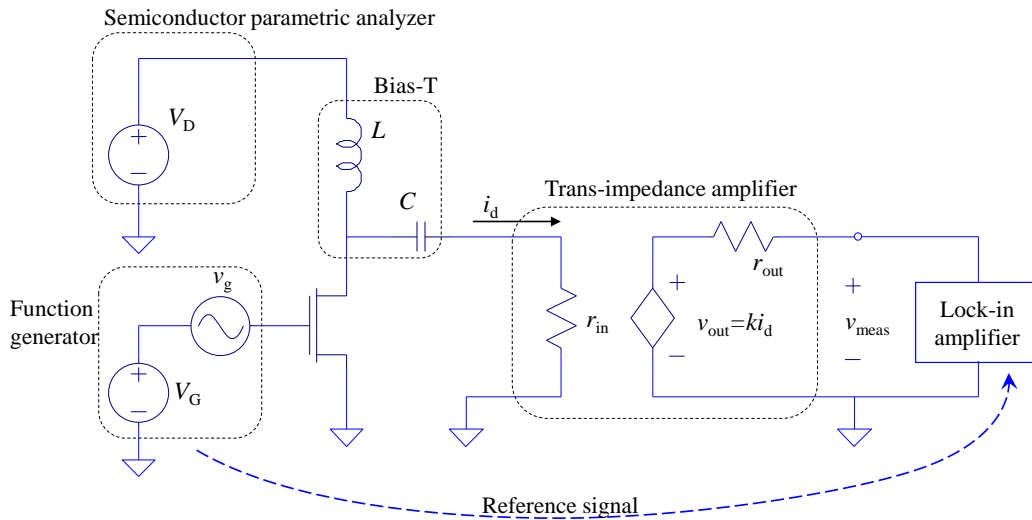 Semiconductor parametric analyzer
Bias-T
V_D
+
−
L
C
i_d
Trans-impedance amplifier
v_g
Function
generator
r_out
+
−
V_G
r_in
+
−
v_out=ki_d
+
−
v_meas
Lock-in
amplifier
Reference signal